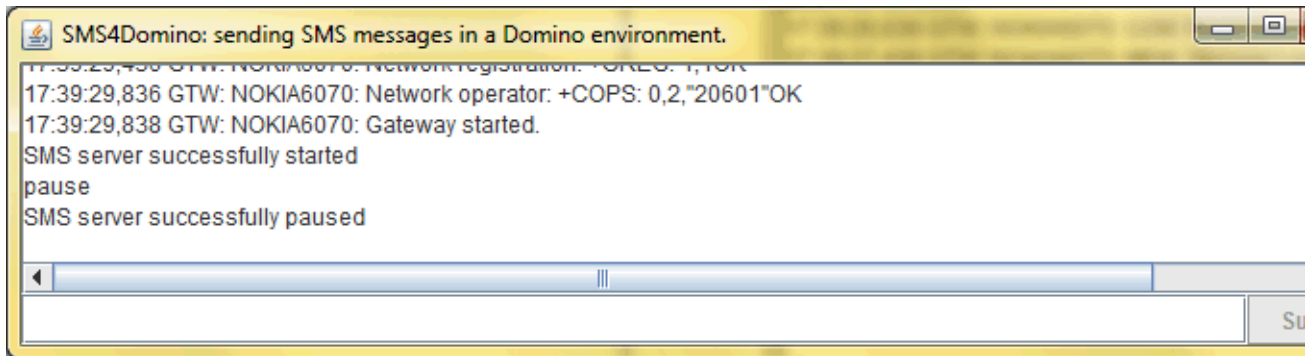 SMS4Domino: sending SMS messages in a Domino environment.
17:39:29,836 GTW: NOKIA6070: Network operator: +COPS: 0,2,"20601"OK
17:39:29,838 GTW: NOKIA6070: Gateway started.
SMS server successfully started
pause
SMS server successfully paused